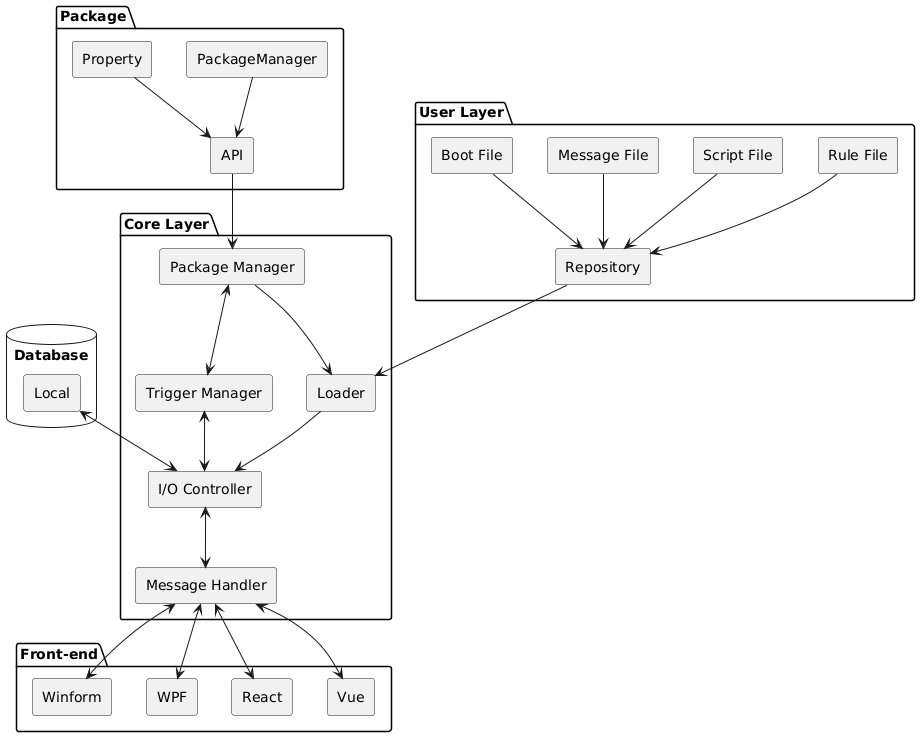 Package
Property
PackageManager
API
User Layer
Boot File
Message File
Script File
Rule File
Repository
Core Layer
Package Manager
Trigger Manager
Loader
I/O Controller
Message Handler
Database
Local
Front-end
Winform
WPF
React
Vue